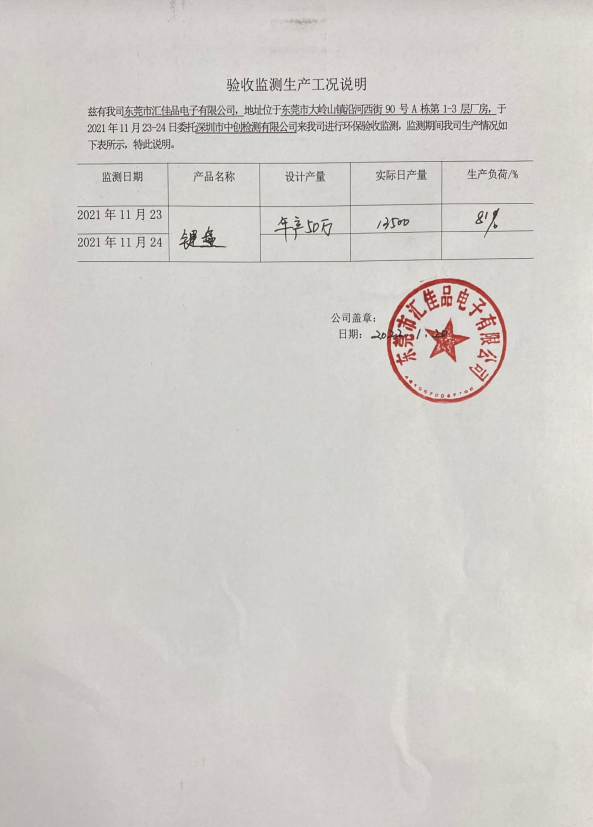 验收监测生产工况说明
兹有我司东莞市汇佳品电子有限公司，地址位于东莞市大岭山镇沿河西街 90 号 A 栋第 1-3 层厂房，于
2021 年 11 月 23-24 日委托深圳市中创检测有限公司来我司进行环保验收监测，监测期间我司生产情况如
下表所示，特此说明。
监测日期 产品名称 设计产量 实际日产量 生产负荷/%
2021 年 11 月 23
2021 年 11 月 24
键盘 年产50万 13500 81%
公司盖章：
日期： 2022.1.20
东莞市汇佳品电子有限公司